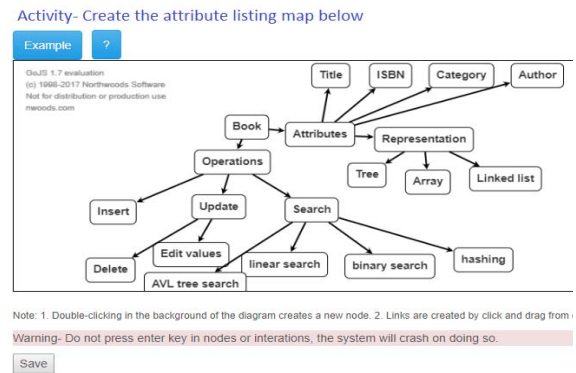 Activity- Create the attribute listing map below
Example ?
GoJS 1.7 evaluation
(c) 1998-2017 Northwoods Software
Not for distribution or production use
nwoods.com
Title ISBN Category Author
Book Attributes Representation
Operations
Tree Array Linked list
Insert Update Search
Delete Edit values linear search binary search hashing
AVL tree search
Note: 1. Double-clicking in the background of the diagram creates a new node. 2. Links are created by click and drag from
Warning- Do not press enter key in nodes or interations, the system will crash on doing so.
Save